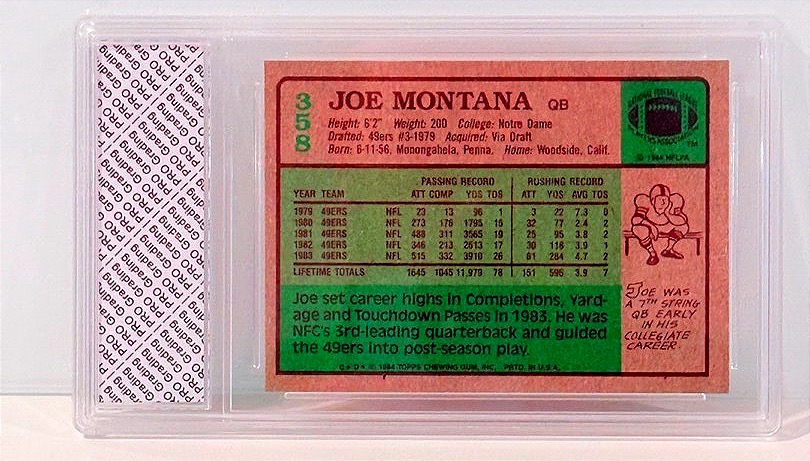 PRO Grading
358
JOE MONTANA QB
Height: 6'2" Weight: 200 College: Notre Dame
Drafted: 49ers #3-1979 Acquired: Via Draft
Born: 6-11-56, Monongahela, Penna. Home: Woodside, Calif.
TM
© 1984 NFLPA
PASSING RECORD RUSHING RECORD
YEAR TEAM ATT COMP YDS TDS ATT YDS AVG TDS
1979 49ERS NFL 23 13 96 1 3 22 7.3 0
1980 49ERS NFL 273 176 1795 15 32 77 2.4 2
1981 49ERS NFL 488 311 3565 19 25 95 3.8 2
1982 49ERS NFL 346 213 2613 17 30 118 3.9 1
1983 49ERS NFL 515 332 3910 26 61 284 4.7 2
LIFETIME TOTALS 1645 1045 11,979 78 151 596 3.9 7
Joe set career highs in Completions, Yard-
age and Touchdown Passes in 1983. He was
NFC's 3rd-leading quarterback and guided
the 49ers into post-season play.
JOE WAS
A 7TH STRING
QB EARLY
IN HIS
COLLEGIATE
CAREER.
© 1984 TOPPS CHEWING GUM, INC. PRTD. IN U.S.A.